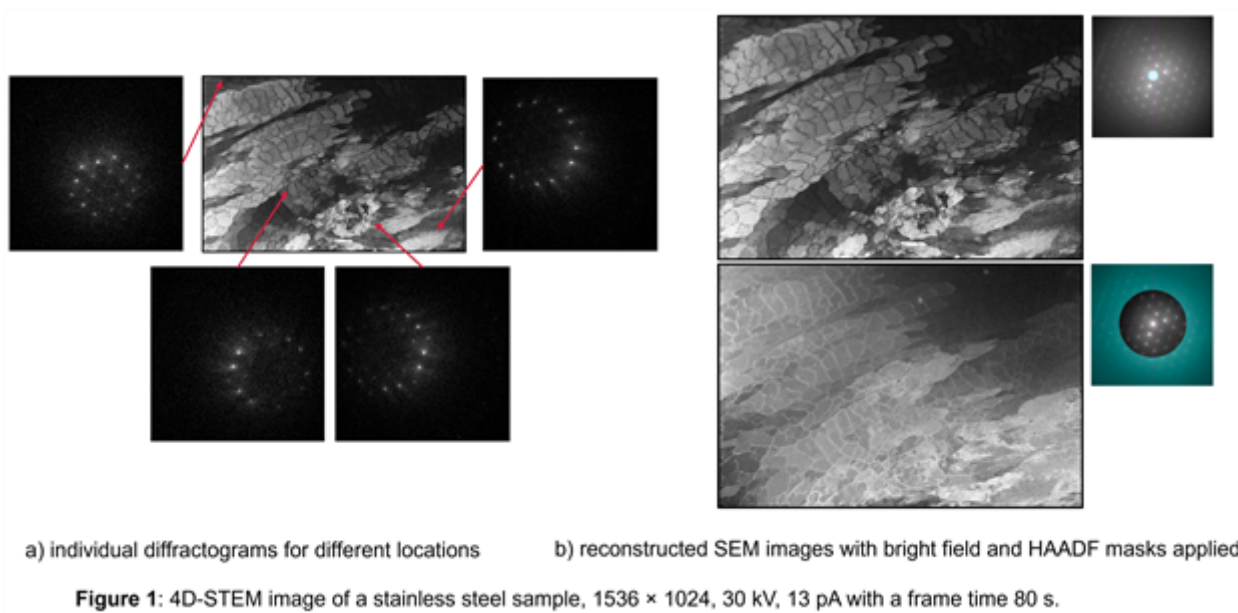 a) individual diffractograms for different locations
b) reconstructed SEM images with bright field and HAADF masks applied
Figure 1: 4D-STEM image of a stainless steel sample, 1536 × 1024, 30 kV, 13 pA with a frame time 80 s.